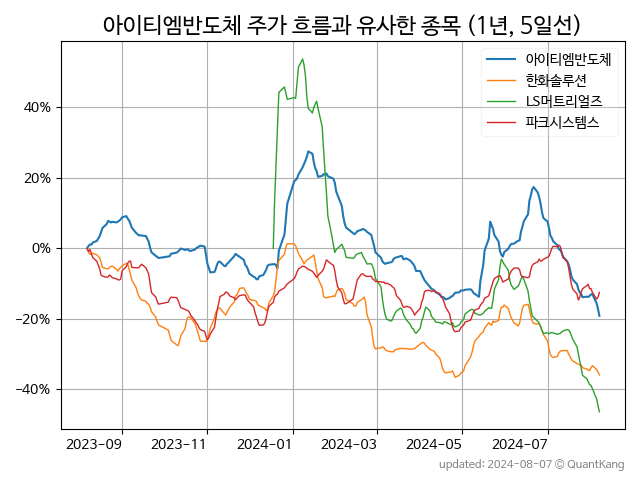 아이티엠반도체 주가 흐름과 유사한 종목 (1년, 5일선)
아이티엠반도체
한화솔루션
LS머트리얼즈
파크시스템스
40%
20%
0%
−20%
−40%
2023-09 2023-11 2024-01 2024-03 2024-05 2024-07
updated: 2024-08-07 © QuantKang